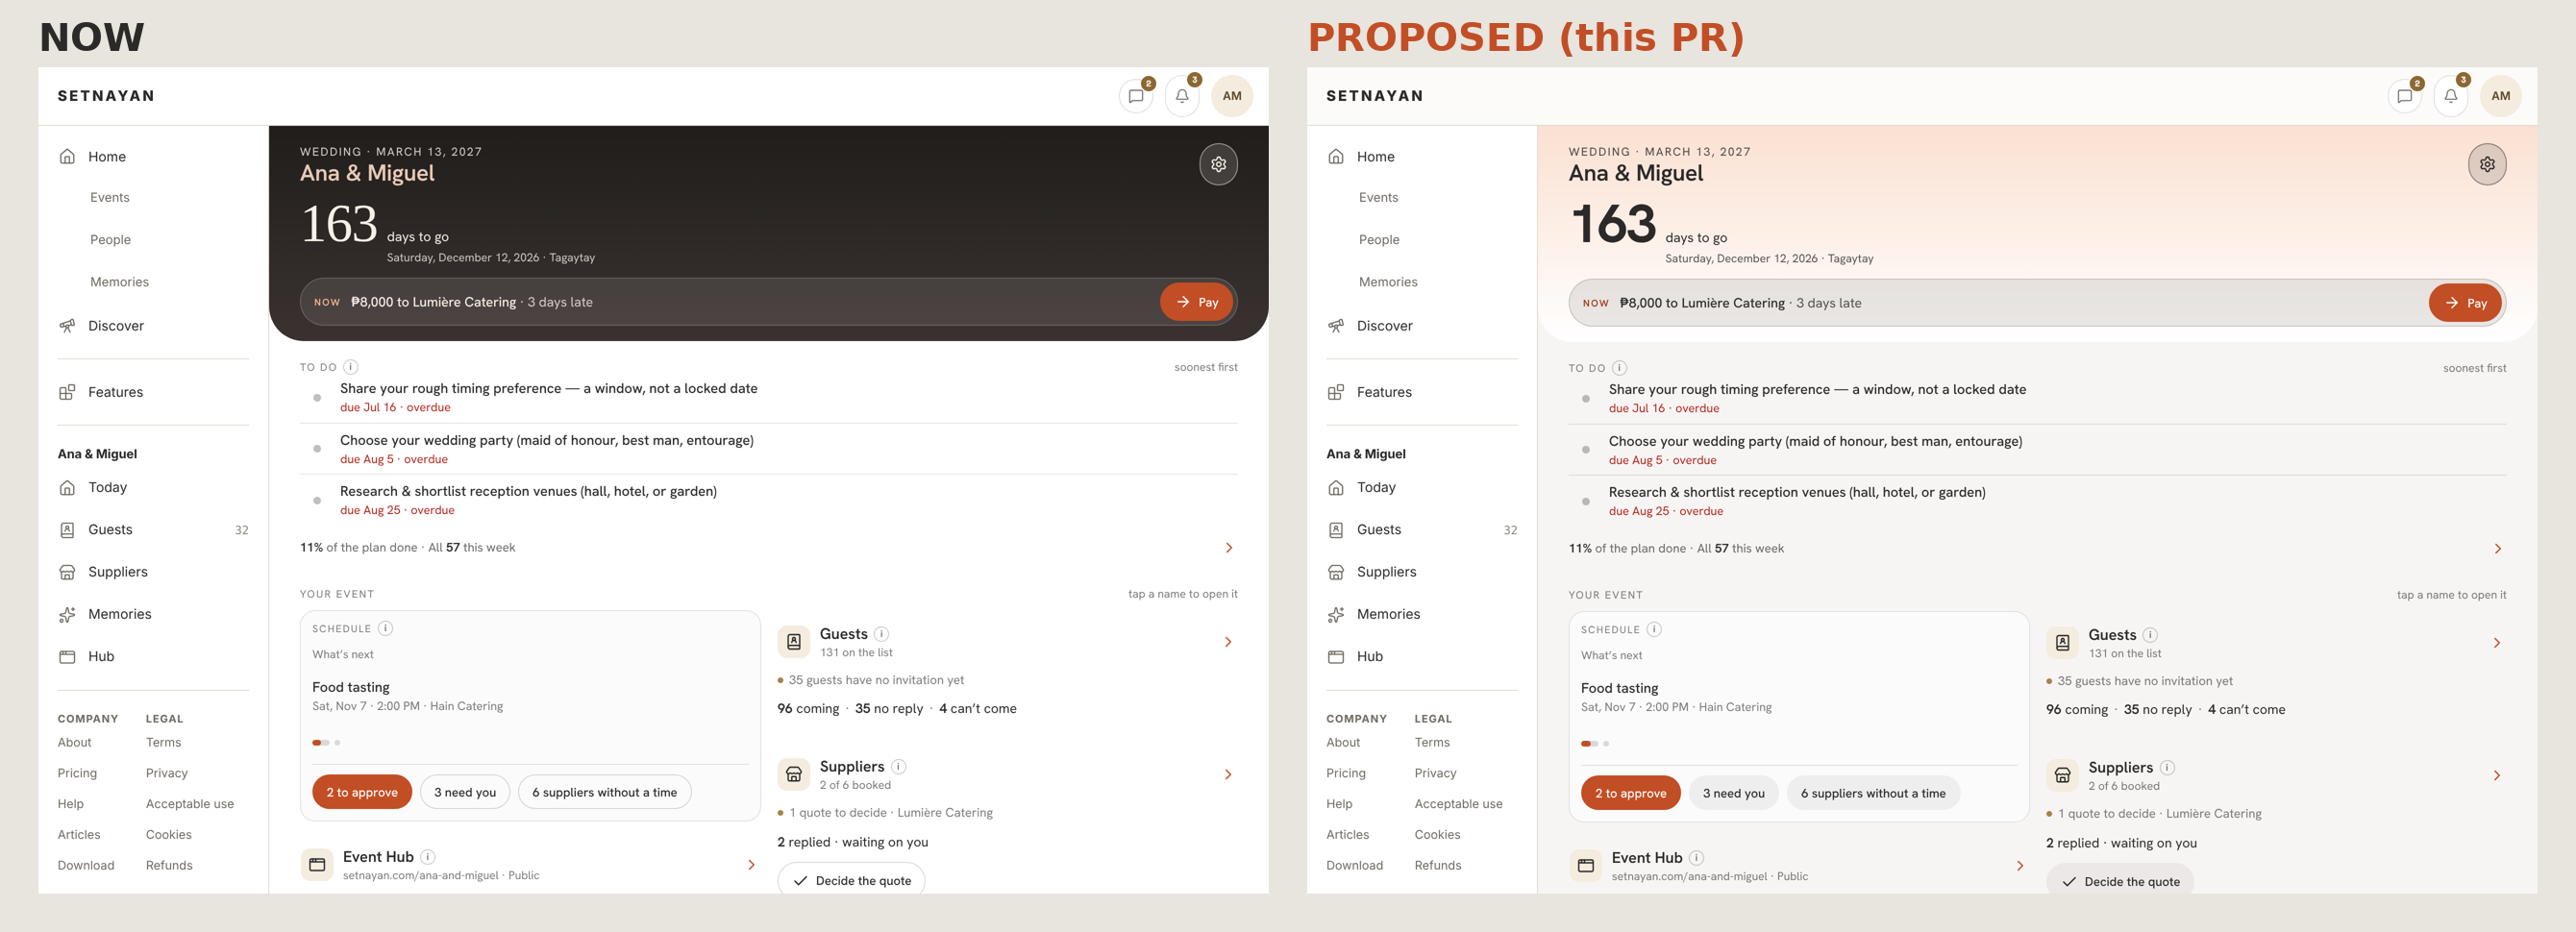 NOW
SETNAYAN
2
3
AM
Home
Events
People
Memories
Discover
Features
Ana & Miguel
Today
Guests 32
Suppliers
Memories
Hub
COMPANY LEGAL
About Terms
Pricing Privacy
Help Acceptable use
Articles Cookies
Download Refunds
WEDDING · MARCH 13, 2027
Ana & Miguel
163 days to go
Saturday, December 12, 2026 · Tagaytay
NOW ₱8,000 to Lumière Catering · 3 days late
Pay
TO DO i soonest first
Share your rough timing preference — a window, not a locked date
due Jul 16 · overdue
Choose your wedding party (maid of honour, best man, entourage)
due Aug 5 · overdue
Research & shortlist reception venues (hall, hotel, or garden)
due Aug 25 · overdue
11% of the plan done · All 57 this week
YOUR EVENT tap a name to open it
SCHEDULE i
What's next
Food tasting
Sat, Nov 7 · 2:00 PM · Hain Catering
2 to approve 3 need you 6 suppliers without a time
Event Hub i
setnayan.com/ana-and-miguel · Public
Guests i
131 on the list
35 guests have no invitation yet
96 coming · 35 no reply · 4 can't come
Suppliers i
2 of 6 booked
1 quote to decide · Lumière Catering
2 replied · waiting on you
Decide the quote
PROPOSED (this PR)
SETNAYAN
2
3
AM
Home
Events
People
Memories
Discover
Features
Ana & Miguel
Today
Guests 32
Suppliers
Memories
Hub
COMPANY LEGAL
About Terms
Pricing Privacy
Help Acceptable use
Articles Cookies
Download Refunds
WEDDING · MARCH 13, 2027
Ana & Miguel
163 days to go
Saturday, December 12, 2026 · Tagaytay
NOW ₱8,000 to Lumière Catering · 3 days late
Pay
TO DO i soonest first
Share your rough timing preference — a window, not a locked date
due Jul 16 · overdue
Choose your wedding party (maid of honour, best man, entourage)
due Aug 5 · overdue
Research & shortlist reception venues (hall, hotel, or garden)
due Aug 25 · overdue
11% of the plan done · All 57 this week
YOUR EVENT tap a name to open it
SCHEDULE i
What's next
Food tasting
Sat, Nov 7 · 2:00 PM · Hain Catering
2 to approve 3 need you 6 suppliers without a time
Event Hub i
setnayan.com/ana-and-miguel · Public
Guests i
131 on the list
35 guests have no invitation yet
96 coming · 35 no reply · 4 can't come
Suppliers i
2 of 6 booked
1 quote to decide · Lumière Catering
2 replied · waiting on you
Decide the quote